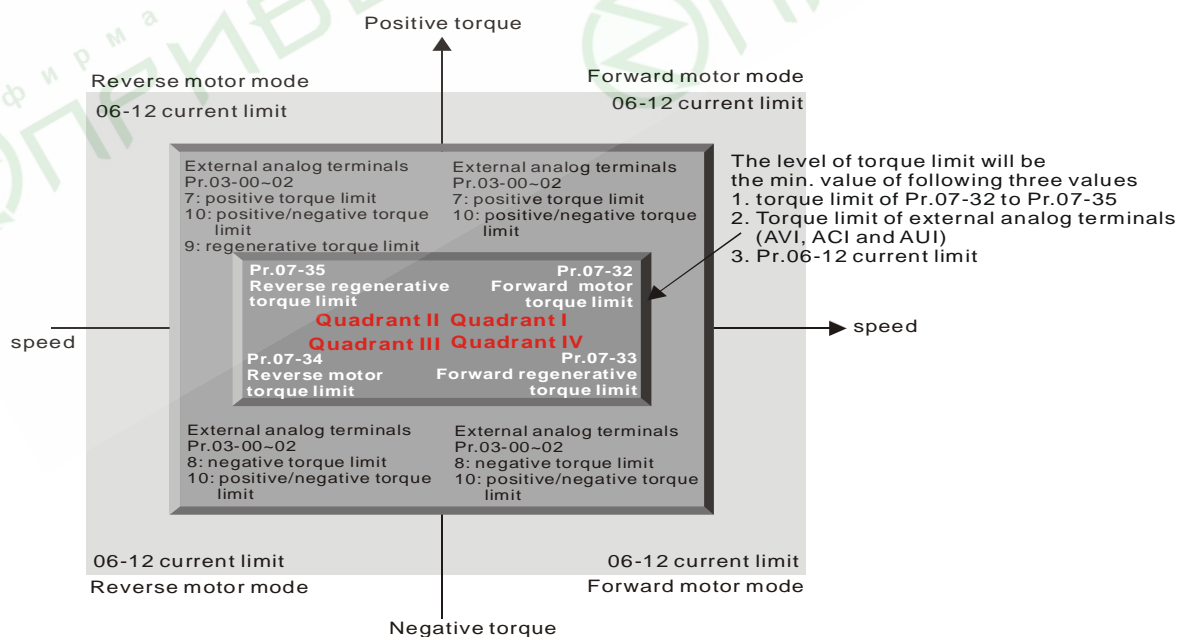 фирма
ПРИВ
Positive torque
Reverse motor mode
Forward motor mode
06-12 current limit
06-12 current limit
External analog terminals
Pr.03-00~02
7: positive torque limit
10: positive/negative torque
limit
9: regenerative torque limit
External analog terminals
Pr.03-00~02
7: positive torque limit
10: positive/negative torque
limit
The level of torque limit will be
the min. value of following three values
1. torque limit of Pr.07-32 to Pr.07-35
2. Torque limit of external analog terminals
(AVI, ACI and AUI)
3. Pr.06-12 current limit
Pr.07-35
Reverse regenerative
torque limit
Pr.07-32
Forward motor
torque limit
Quadrant II Quadrant I
Quadrant III Quadrant IV
speed
speed
Pr.07-34
Reverse motor
torque limit
Pr.07-33
Forward regenerative
torque limit
External analog terminals
Pr.03-00~02
8: negative torque limit
10: positive/negative torque
limit
External analog terminals
Pr.03-00~02
8: negative torque limit
10: positive/negative torque
limit
06-12 current limit
06-12 current limit
Reverse motor mode
Forward motor mode
Negative torque